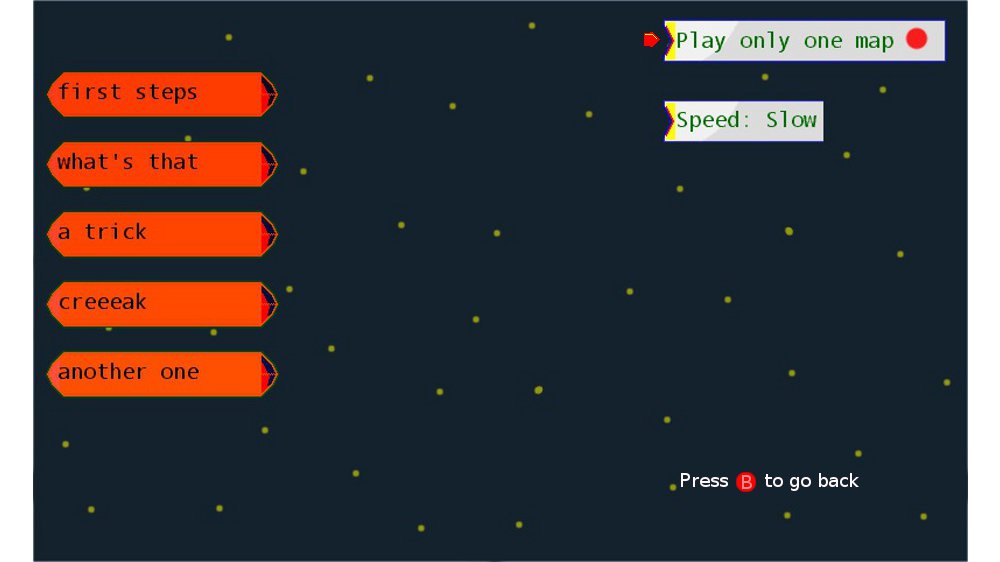 Play only one map
first steps
Speed: Slow
what's that
a trick
creeeak
another one
Press B to go back